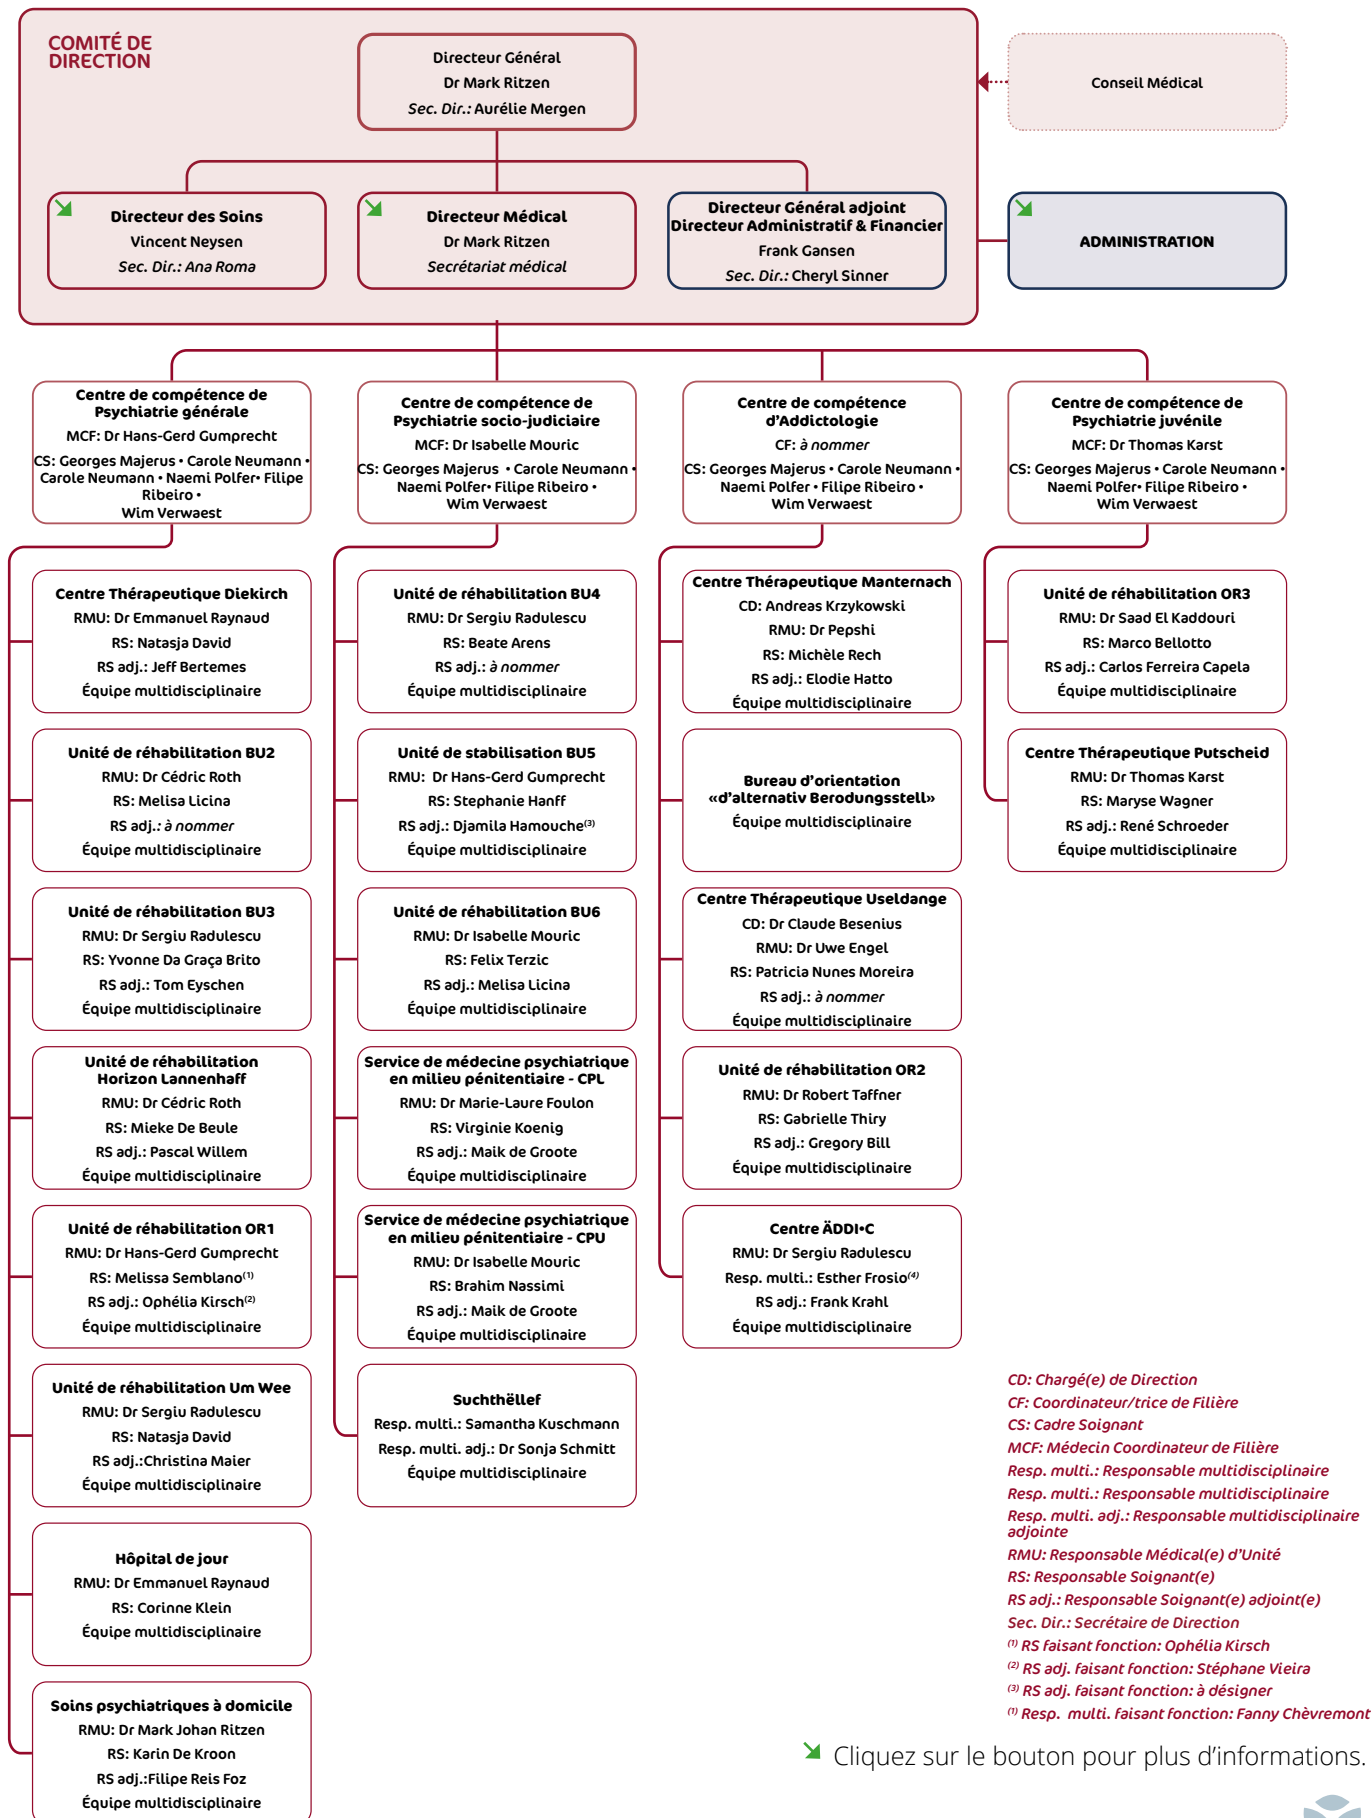 COMITÉ DE
DIRECTION
Directeur Général
Dr Mark Ritzen
Sec. Dir.: Aurélie Mergen
Conseil Médical
Directeur des Soins
Vincent Neysen
Sec. Dir.: Ana Roma
Directeur Médical
Dr Mark Ritzen
Secrétariat médical
Directeur Général adjoint
Directeur Administratif & Financier
Frank Gansen
Sec. Dir.: Cheryl Sinner
ADMINISTRATION
Centre de compétence de
Psychiatrie générale
MCF: Dr Hans-Gerd Gumprecht
CS: Georges Majerus • Carole Neumann •
Carole Neumann • Naemi Polfer• Filipe
Ribeiro •
Wim Verwaest
Centre de compétence de
Psychiatrie socio-judiciaire
MCF: Dr Isabelle Mouric
CS: Georges Majerus • Carole Neumann •
Naemi Polfer• Filipe Ribeiro •
Wim Verwaest
Centre de compétence
d'Addictologie
CF: à nommer
CS: Georges Majerus • Carole Neumann •
Naemi Polfer • Filipe Ribeiro •
Wim Verwaest
Centre de compétence de
Psychiatrie juvénile
MCF: Dr Thomas Karst
CS: Georges Majerus • Carole Neumann •
Naemi Polfer• Filipe Ribeiro •
Wim Verwaest
Centre Thérapeutique Diekirch
RMU: Dr Emmanuel Raynaud
RS: Natasja David
RS adj.: Jeff Bertemes
Équipe multidisciplinaire
Unité de réhabilitation BU2
RMU: Dr Cédric Roth
RS: Melisa Licina
RS adj.: à nommer
Équipe multidisciplinaire
Unité de réhabilitation BU3
RMU: Dr Sergiu Radulescu
RS: Yvonne Da Graça Brito
RS adj.: Tom Eyschen
Équipe multidisciplinaire
Unité de réhabilitation
Horizon Lannenhaff
RMU: Dr Cédric Roth
RS: Mieke De Beule
RS adj.: Pascal Willem
Équipe multidisciplinaire
Unité de réhabilitation OR1
RMU: Dr Hans-Gerd Gumprecht
RS: Melissa Semblano(1)
RS adj.: Ophélia Kirsch(2)
Équipe multidisciplinaire
Unité de réhabilitation Um Wee
RMU: Dr Sergiu Radulescu
RS: Natasja David
RS adj.:Christina Maier
Équipe multidisciplinaire
Hôpital de jour
RMU: Dr Emmanuel Raynaud
RS: Corinne Klein
Équipe multidisciplinaire
Soins psychiatriques à domicile
RMU: Dr Mark Johan Ritzen
RS: Karin De Kroon
RS adj.:Filipe Reis Foz
Équipe multidisciplinaire
Unité de réhabilitation BU4
RMU: Dr Sergiu Radulescu
RS: Beate Arens
RS adj.: à nommer
Équipe multidisciplinaire
Unité de stabilisation BU5
RMU: Dr Hans-Gerd Gumprecht
RS: Stephanie Hanff
RS adj.: Djamila Hamouche(3)
Équipe multidisciplinaire
Unité de réhabilitation BU6
RMU: Dr Isabelle Mouric
RS: Felix Terzic
RS adj.: Melisa Licina
Équipe multidisciplinaire
Service de médecine psychiatrique
en milieu pénitentiaire - CPL
RMU: Dr Marie-Laure Foulon
RS: Virginie Koenig
RS adj.: Maik de Groote
Équipe multidisciplinaire
Service de médecine psychiatrique
en milieu pénitentiaire - CPU
RMU: Dr Isabelle Mouric
RS: Brahim Nassimi
RS adj.: Maik de Groote
Équipe multidisciplinaire
Suchthëllef
Resp. multi.: Samantha Kuschmann
Resp. multi. adj.: Dr Sonja Schmitt
Équipe multidisciplinaire
Centre Thérapeutique Manternach
CD: Andreas Krzykowski
RMU: Dr Pepshi
RS: Michèle Rech
RS adj.: Elodie Hatto
Équipe multidisciplinaire
Bureau d'orientation
«d'alternativ Berodungsstell»
Équipe multidisciplinaire
Centre Thérapeutique Useldange
CD: Dr Claude Besenius
RMU: Dr Uwe Engel
RS: Patricia Nunes Moreira
RS adj.: à nommer
Équipe multidisciplinaire
Unité de réhabilitation OR2
RMU: Dr Robert Taffner
RS: Gabrielle Thiry
RS adj.: Gregory Bill
Équipe multidisciplinaire
Centre ÄDDI•C
RMU: Dr Sergiu Radulescu
Resp. multi.: Esther Frosio(4)
RS adj.: Frank Krahl
Équipe multidisciplinaire
Unité de réhabilitation OR3
RMU: Dr Saad El Kaddouri
RS: Marco Bellotto
RS adj.: Carlos Ferreira Capela
Équipe multidisciplinaire
Centre Thérapeutique Putscheid
RMU: Dr Thomas Karst
RS: Maryse Wagner
RS adj.: René Schroeder
Équipe multidisciplinaire
CD: Chargé(e) de Direction
CF: Coordinateur/trice de Filière
CS: Cadre Soignant
MCF: Médecin Coordinateur de Filière
Resp. multi.: Responsable multidisciplinaire
Resp. multi.: Responsable multidisciplinaire
Resp. multi. adj.: Responsable multidisciplinaire
adjointe
RMU: Responsable Médical(e) d'Unité
RS: Responsable Soignant(e)
RS adj.: Responsable Soignant(e) adjoint(e)
Sec. Dir.: Secrétaire de Direction
(1) RS faisant fonction: Ophélia Kirsch
(2) RS adj. faisant fonction: Stéphane Vieira
(3) RS adj. faisant fonction: à désigner
(1) Resp. multi. faisant fonction: Fanny Chèvremont
Cliquez sur le bouton pour plus d'informations.